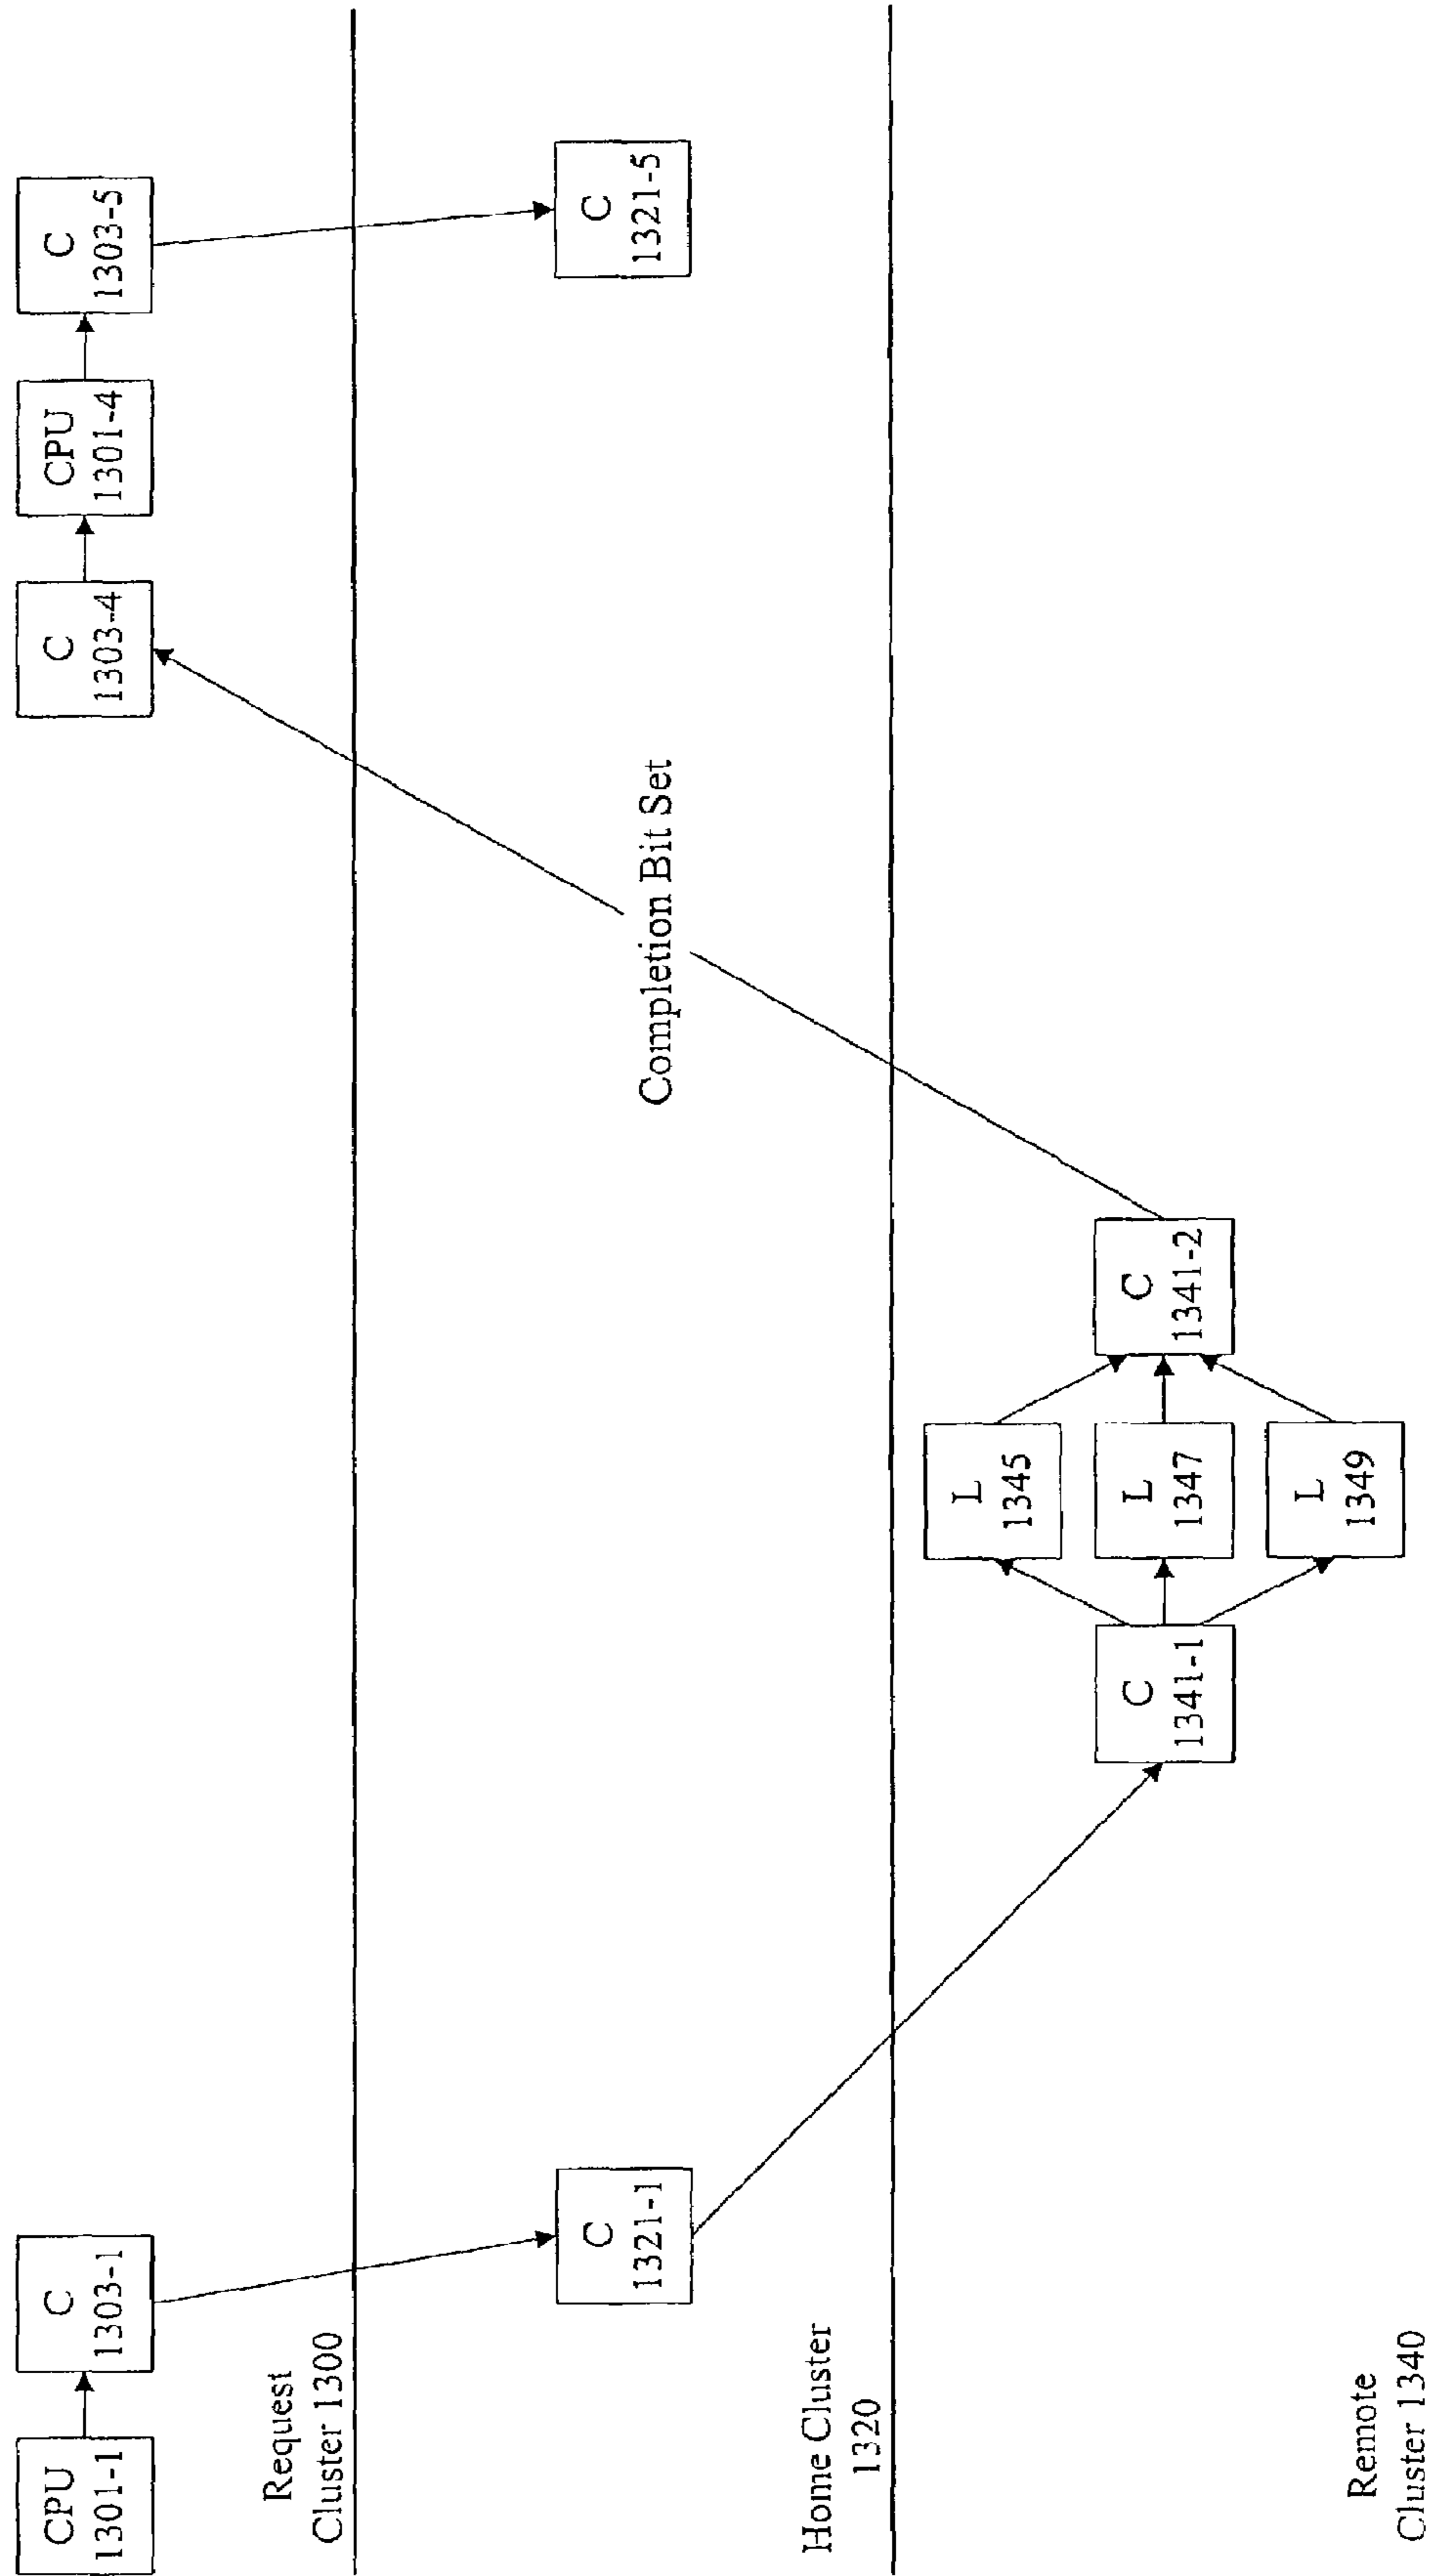 CPU
1301-1
C
1303-1
C
1303-4
CPU
1301-4
C
1303-5
Request
Cluster 1300
C
1321-1
Completion Bit Set
C
1321-5
Home Cluster
1320
C
1341-1
L
1345
L
1347
L
1349
C
1341-2
Remote
Cluster 1340